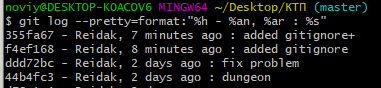 noviy@DESKTOP-KOACOV6 MINGW64 ~/Desktop/КТП (master)
$ git log --pretty=format:"%h - %an, %ar : %s"
355fa67 - Reidak, 7 minutes ago : added gitignore+
f4ef168 - Reidak, 8 minutes ago : added gitignore
ddd72bc - Reidak, 2 days ago : fix problem
44b4fc3 - Reidak, 2 days ago : dungeon